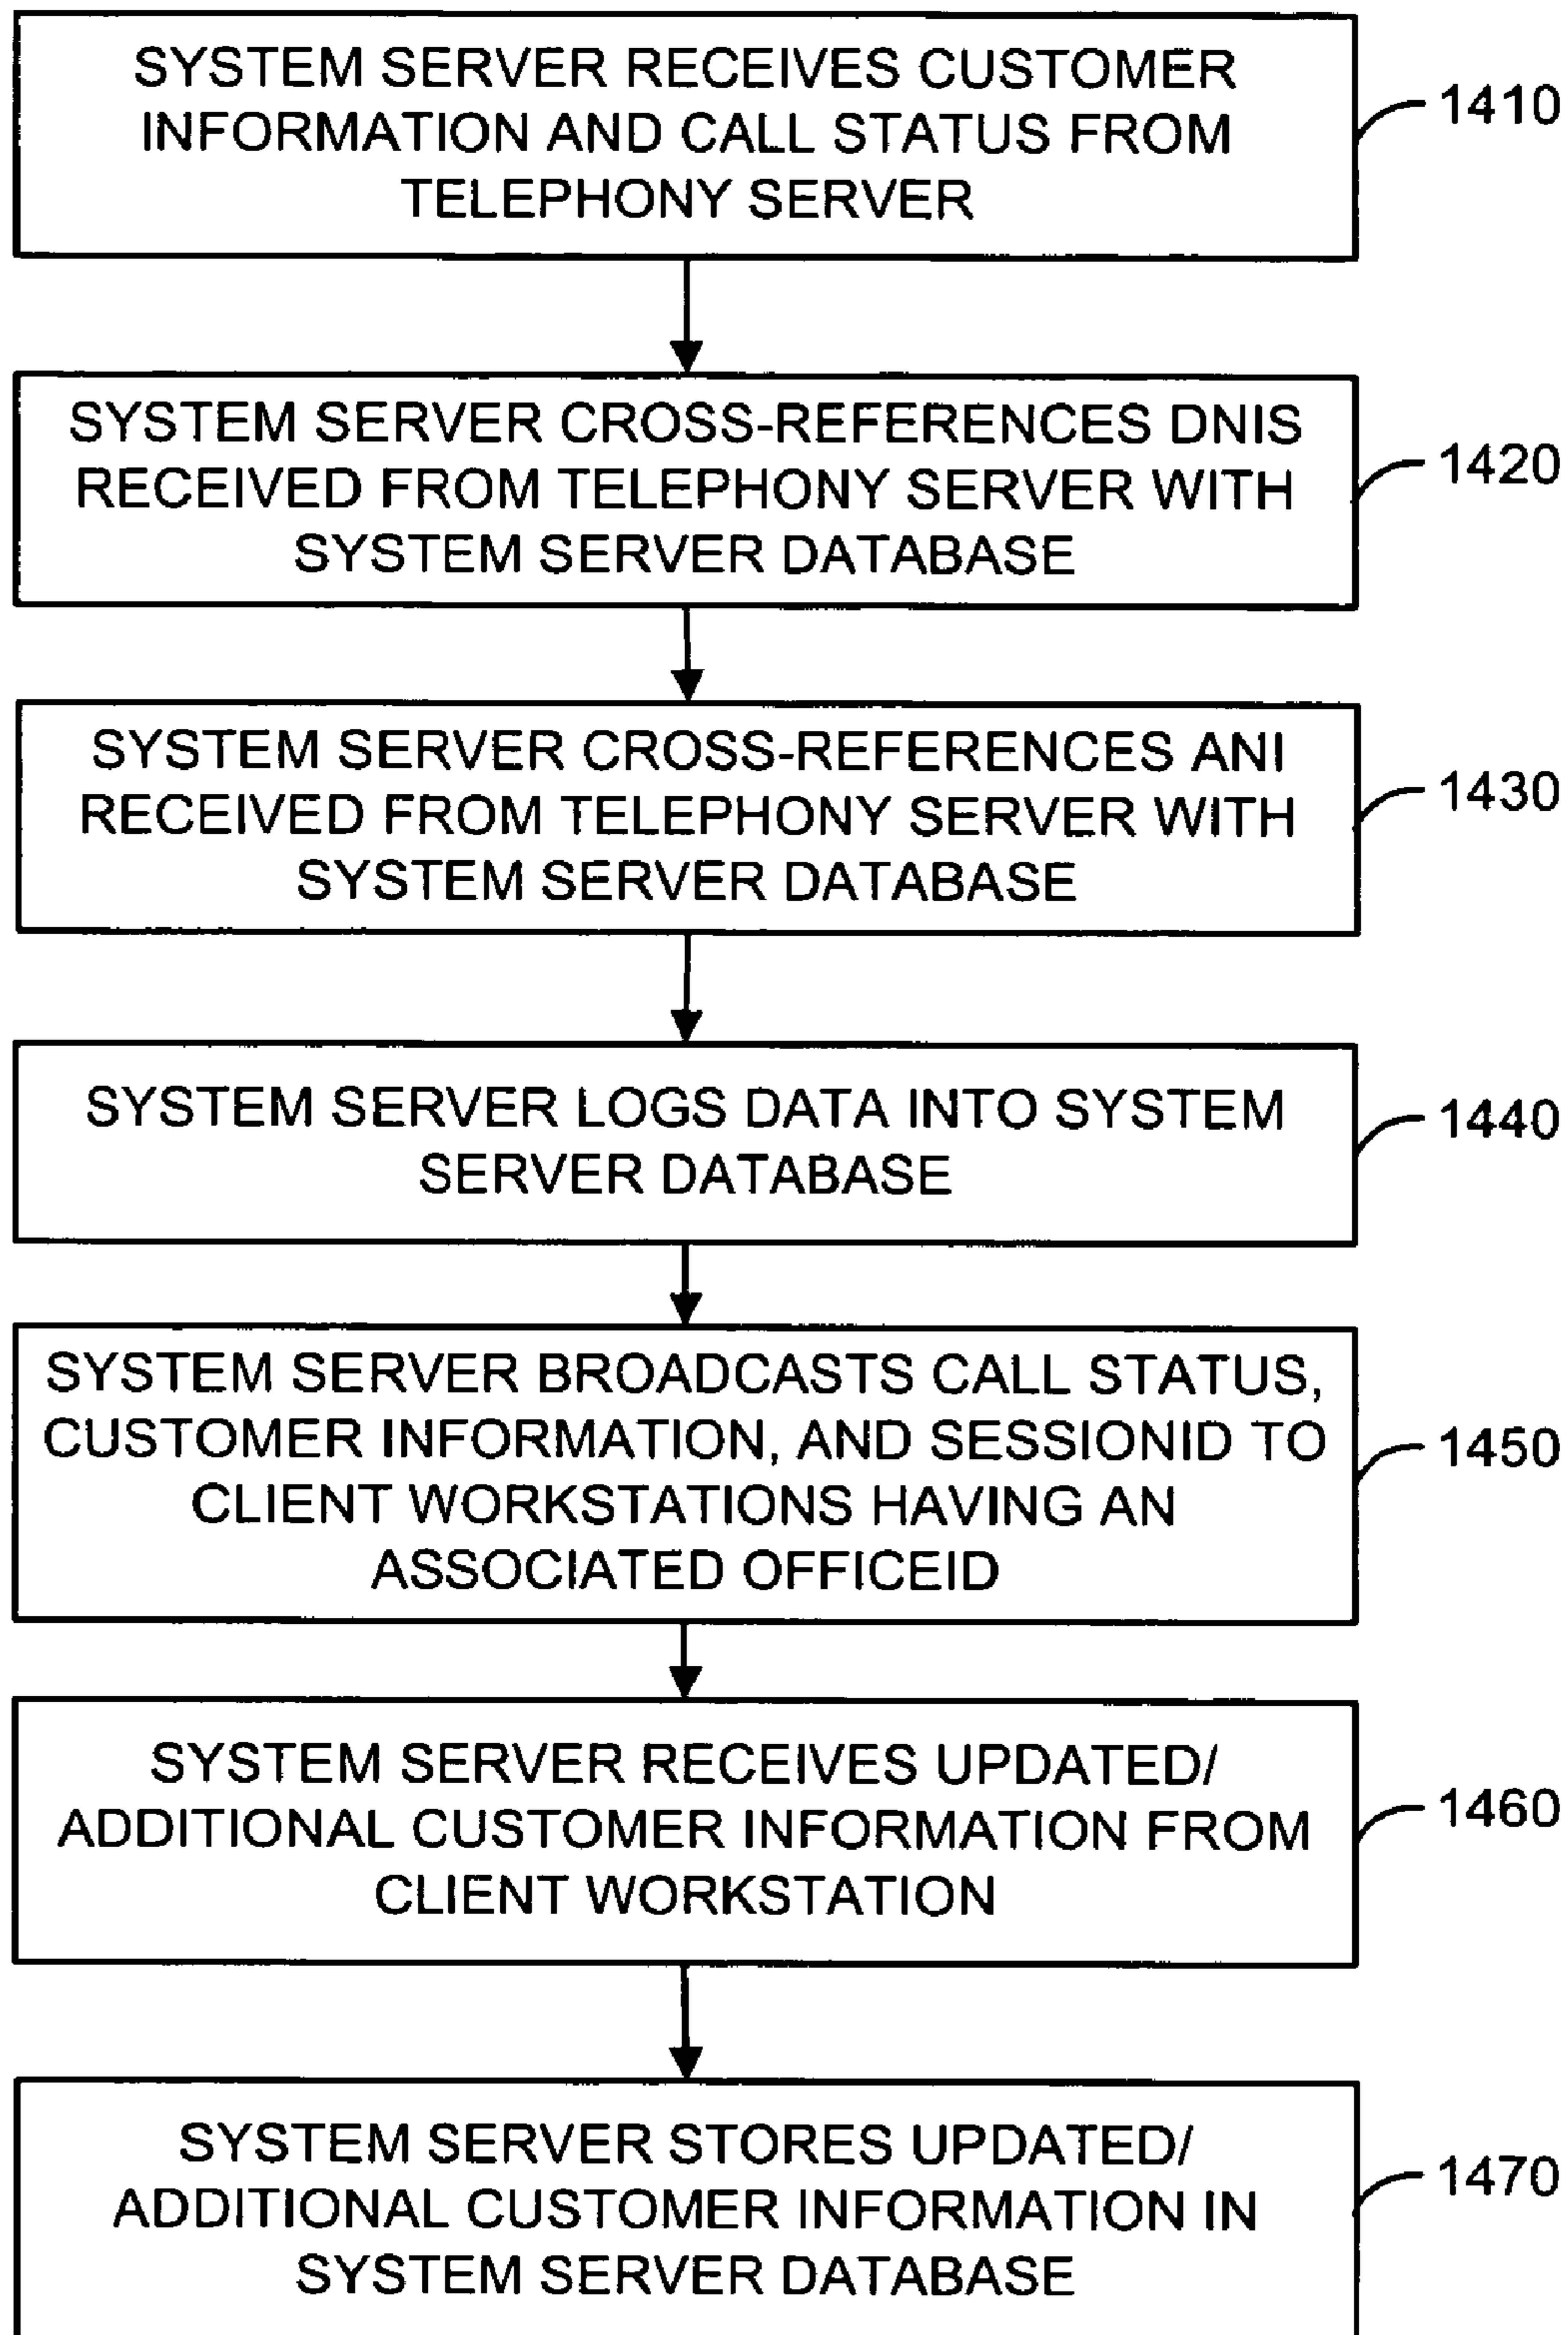 SYSTEM SERVER RECEIVES CUSTOMER
INFORMATION AND CALL STATUS FROM
TELEPHONY SERVER
1410
SYSTEM SERVER CROSS-REFERENCES DNIS
RECEIVED FROM TELEPHONY SERVER WITH
SYSTEM SERVER DATABASE
1420
SYSTEM SERVER CROSS-REFERENCES ANI
RECEIVED FROM TELEPHONY SERVER WITH
SYSTEM SERVER DATABASE
1430
SYSTEM SERVER LOGS DATA INTO SYSTEM
SERVER DATABASE
1440
SYSTEM SERVER BROADCASTS CALL STATUS,
CUSTOMER INFORMATION, AND SESSIONID TO
CLIENT WORKSTATIONS HAVING AN
ASSOCIATED OFFICEID
1450
SYSTEM SERVER RECEIVES UPDATED/
ADDITIONAL CUSTOMER INFORMATION FROM
CLIENT WORKSTATION
1460
SYSTEM SERVER STORES UPDATED/
ADDITIONAL CUSTOMER INFORMATION IN
SYSTEM SERVER DATABASE
1470